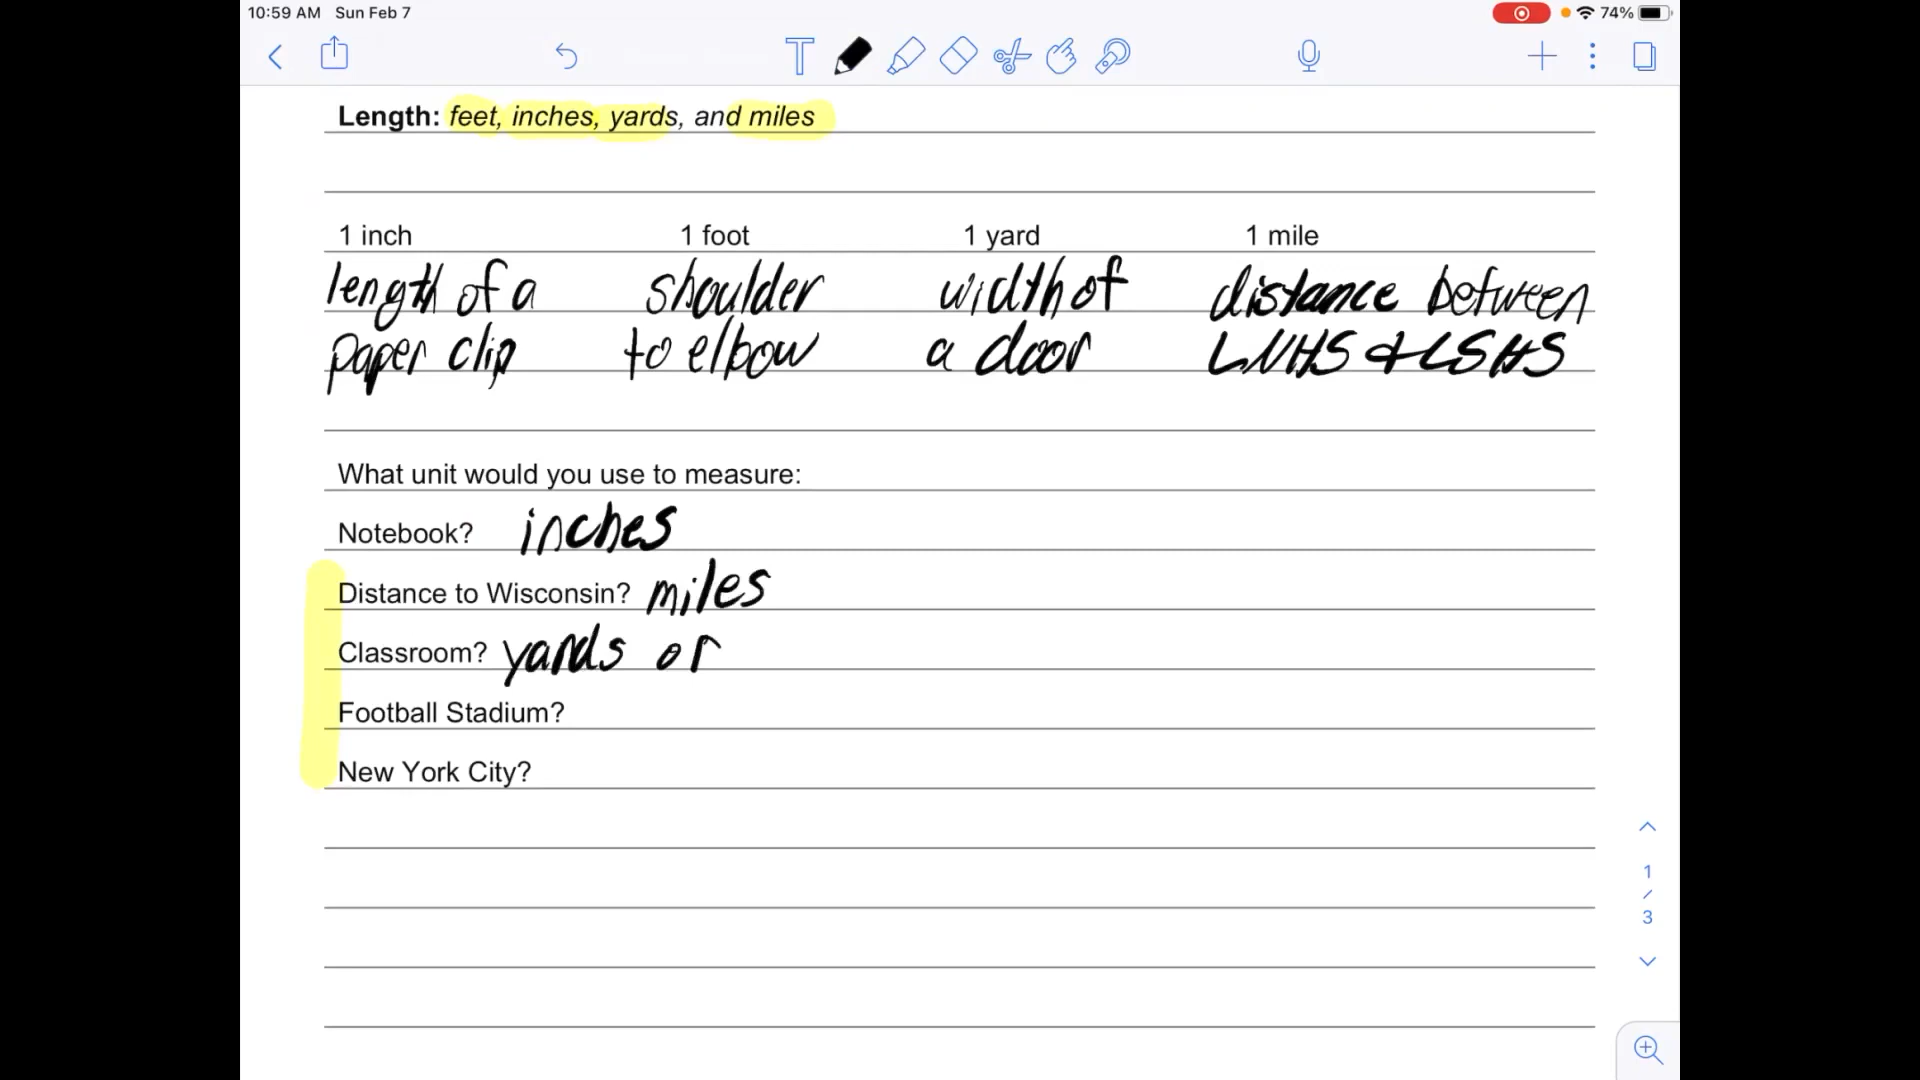 10:59 AM Sun Feb 7
74%
Length: feet, inches, yards, and miles
1 inch 1 foot 1 yard 1 mile
length of a shoulder width of distance between
paper clip to elbow a door LNHS & LSHS
What unit would you use to measure:
Notebook? inches
Distance to Wisconsin? miles
Classroom? yards or
Football Stadium?
New York City?
1
/
3